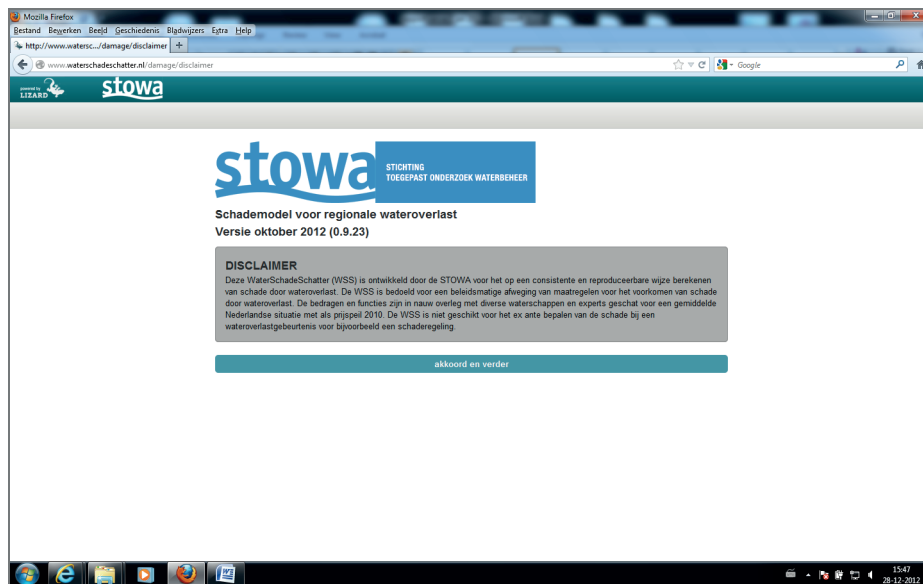 Mozilla Firefox
Bestand Bewerken Beeld Geschiedenis Bladwijzers Extra Help
http://www.watersc.../damage/disclaimer +
www.waterschadeschatter.nl/damage/disclaimer
Google
powered by
LIZARD
stowa
stowa
STICHTING
TOEGEPAST ONDERZOEK WATERBEHEER
Schademodel voor regionale wateroverlast
Versie oktober 2012 (0.9.23)
DISCLAIMER
Deze WaterSchadeSchatter (WSS) is ontwikkeld door de STOWA voor het op een consistente en reproduceerbare wijze berekenen
van schade door wateroverlast. De WSS is bedoeld voor een beleidsmatige afweging van maatregelen voor het voorkomen van schade
door wateroverlast. De bedragen en functies zijn in nauw overleg met diverse waterschappen en experts geschat voor een gemiddelde
Nederlandse situatie met als prijspeil 2010. De WSS is niet geschikt voor het ex ante bepalen van de schade bij een
wateroverlastgebeurtenis voor bijvoorbeeld een schaderegeling.
akkoord en verder
15:47
28-12-2012